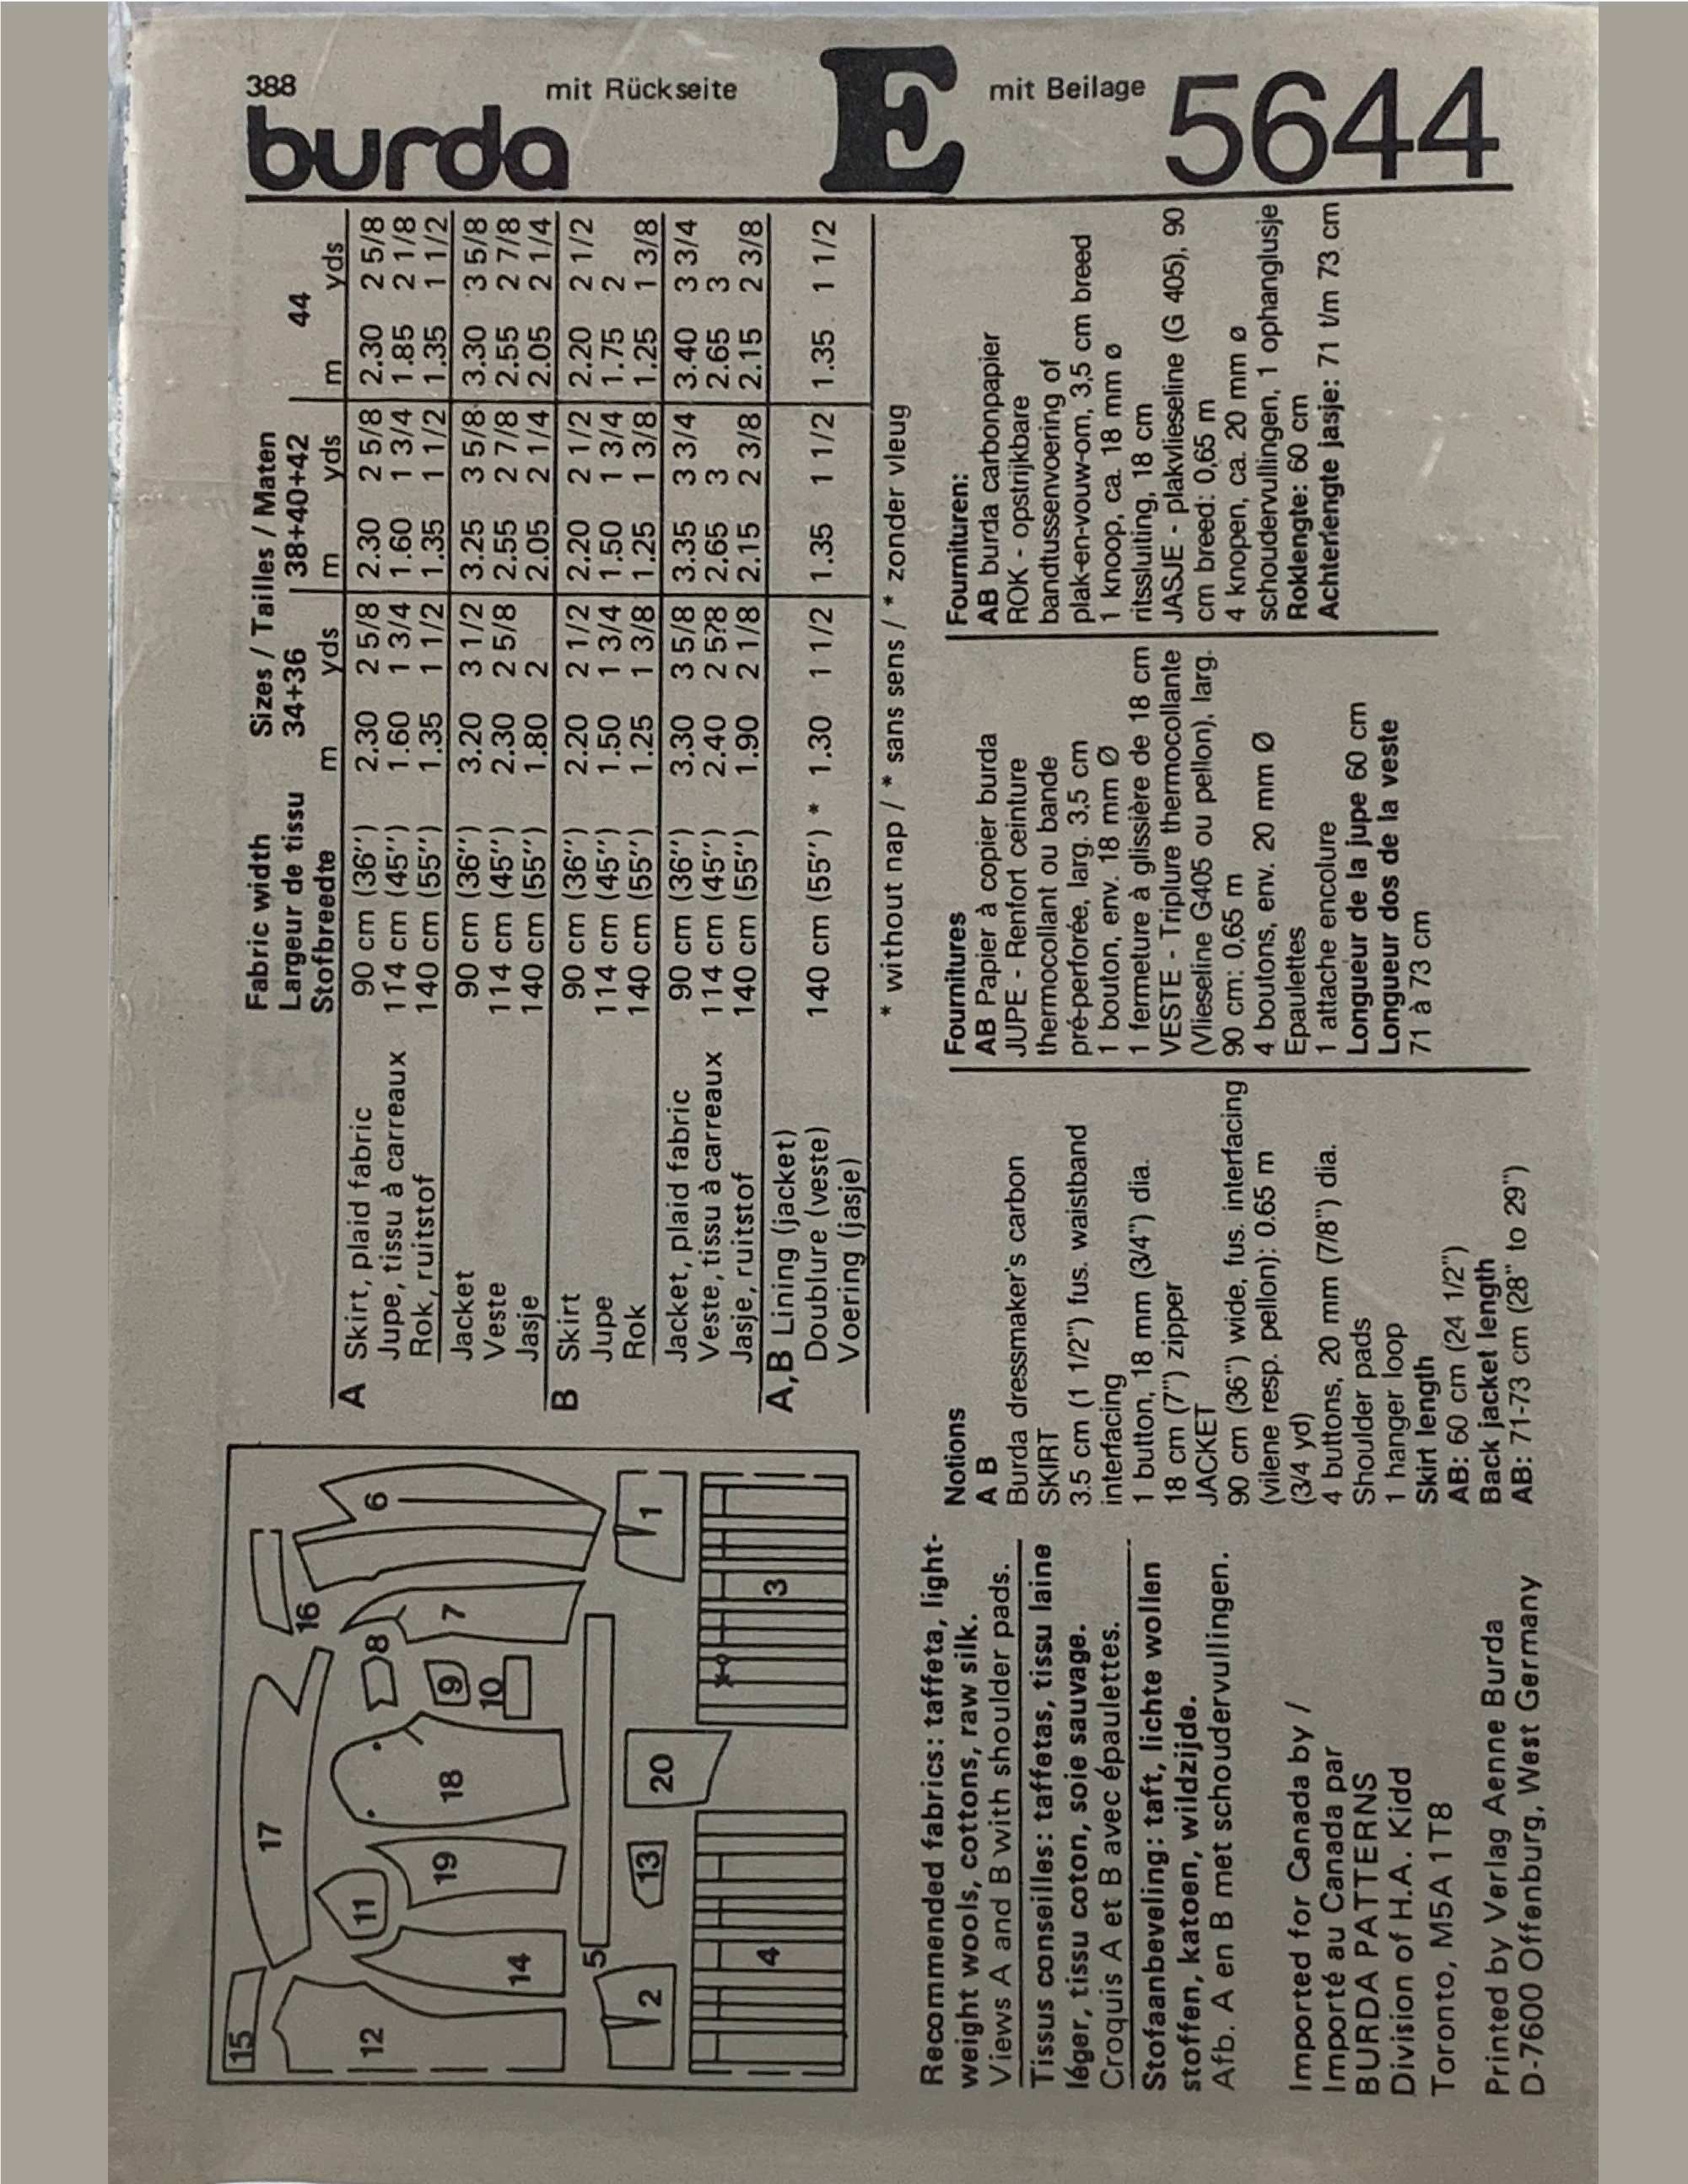 388
burda
mit Rückseite
E
mit Beilage
5644
Fabric width Sizes / Tailles / Maten
Largeur de tissu 34+36 38+40+42 44
Stofbreedte m yds m yds m yds
A Skirt, plaid fabric 90 cm (36’’) 2.30 2 5/8 2.30 2 5/8 2.30 2 5/8
Jupe, tissu à carreaux 114 cm (45’’) 1.60 1 3/4 1.60 1 3/4 1.85 2 1/8
Rok, ruitstof 140 cm (55’’) 1.35 1 1/2 1.35 1 1/2 1.35 1 1/2
Jacket 90 cm (36’’) 3.20 3 1/2 3.25 3 5/8 3.30 3 5/8
Veste 114 cm (45’’) 2.30 2 5/8 2.55 2 7/8 2.55 2 7/8
Jasje 140 cm (55’’) 1.80 2 2.05 2 1/4 2.05 2 1/4
B Skirt 90 cm (36’’) 2.20 2 1/2 2.20 2 1/2 2.20 2 1/2
Jupe 114 cm (45’’) 1.50 1 3/4 1.50 1 3/4 1.75 2
Rok 140 cm (55’’) 1.25 1 3/8 1.25 1 3/8 1.25 1 3/8
Jacket, plaid fabric 90 cm (36’’) 3.30 3 5/8 3.35 3 3/4 3.40 3 3/4
Veste, tissu à carreaux 114 cm (45’’) 2.40 2 5?8 2.65 3 2.65 3
Jasje, ruitstof 140 cm (55’’) 1.90 2 1/8 2.15 2 3/8 2.15 2 3/8
A,B Lining (jacket)
Doublure (veste) 140 cm (55’’) * 1.30 1 1/2 1.35 1 1/2 1.35 1 1/2
Voering (jasje)
* without nap / * sans sens / * zonder vleug
15
17
16
6
12
11
8
7
14
19
18
9
10
5
2
13
20
1
4
3
Recommended fabrics: taffeta, light-
weight wools, cottons, raw silk.
Views A and B with shoulder pads.
Tissus conseilles: taffetas, tissu laine
léger, tissu coton, soie sauvage.
Croquis A et B avec épaulettes.
Stofaanbeveling: taft, lichte wollen
stoffen, katoen, wildzijde.
Afb. A en B met schoudervullingen.
Imported for Canada by /
Importé au Canada par
BURDA PATTERNS
Division of H.A. Kidd
Toronto, M5A 1T8
Printed by Verlag Aenne Burda
D-7600 Offenburg, West Germany
Notions
A B
Burda dressmaker's carbon
SKIRT
3.5 cm (1 1/2") fus. waistband
interfacing
1 button, 18 mm (3/4") dia.
18 cm (7") zipper
JACKET
90 cm (36") wide, fus. interfacing
(vilene resp. pellon): 0.65 m
(3/4 yd)
4 buttons, 20 mm (7/8") dia.
Shoulder pads
1 hanger loop
Skirt length
AB: 60 cm (24 1/2")
Back jacket length
AB: 71-73 cm (28" to 29")
Fournitures
AB Papier à copier burda
JUPE - Renfort ceinture
thermocollant ou bande
pré-perforée, larg. 3,5 cm
1 bouton, env. 18 mm Ø
1 fermeture à glissière de 18 cm
VESTE - Triplure thermocollante
(Vlieseline G405 ou pellon), larg.
90 cm: 0,65 m
4 boutons, env. 20 mm Ø
Epaulettes
1 attache encolure
Longueur de la jupe 60 cm
Longueur dos de la veste
71 à 73 cm
Fournituren:
AB burda carbonpapier
ROK - opstrijkbare
bandtussenvoering of
plak-en-vouw-om, 3,5 cm breed
1 knoop, ca. 18 mm ø
ritssluiting, 18 cm
JASJE - plakvlieseline (G 405), 90
cm breed: 0,65 m
4 knopen, ca. 20 mm ø
schoudervullingen, 1 ophanglusje
Roklengte: 60 cm
Achterlengte jasje: 71 t/m 73 cm